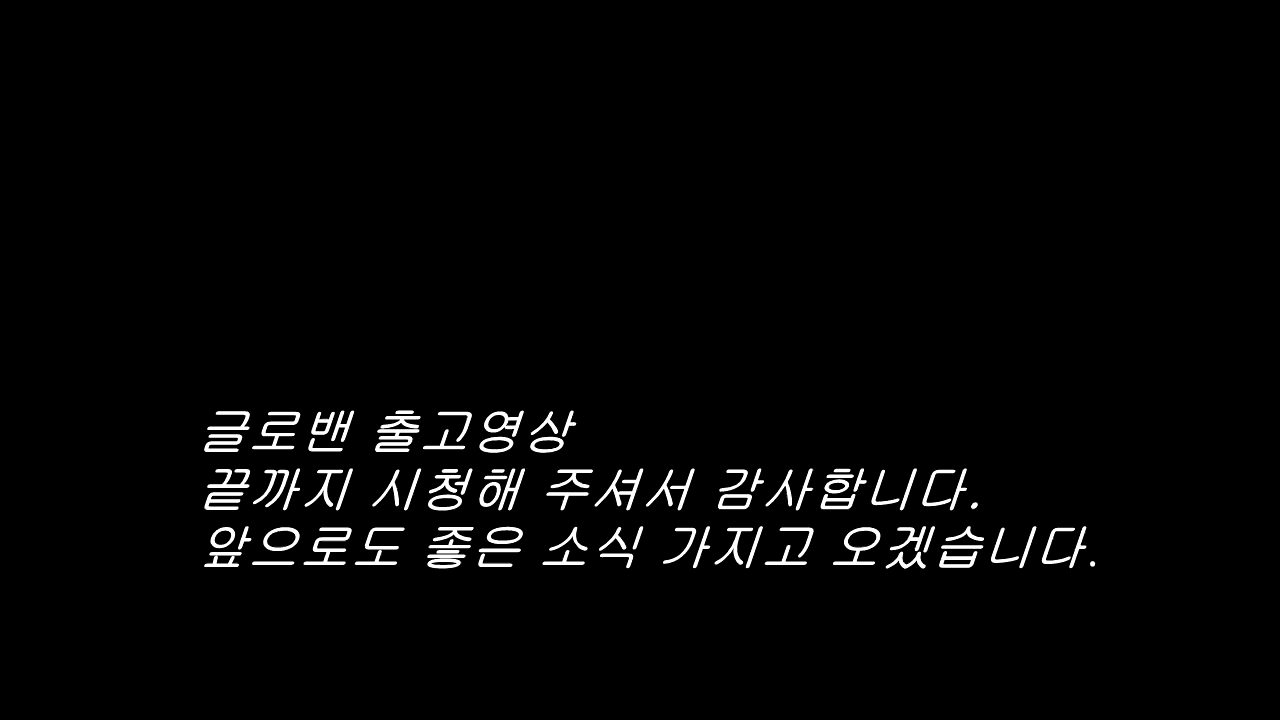 글로밴 출고영상
끝까지 시청해 주셔서 감사합니다.
앞으로도 좋은 소식 가지고 오겠습니다.